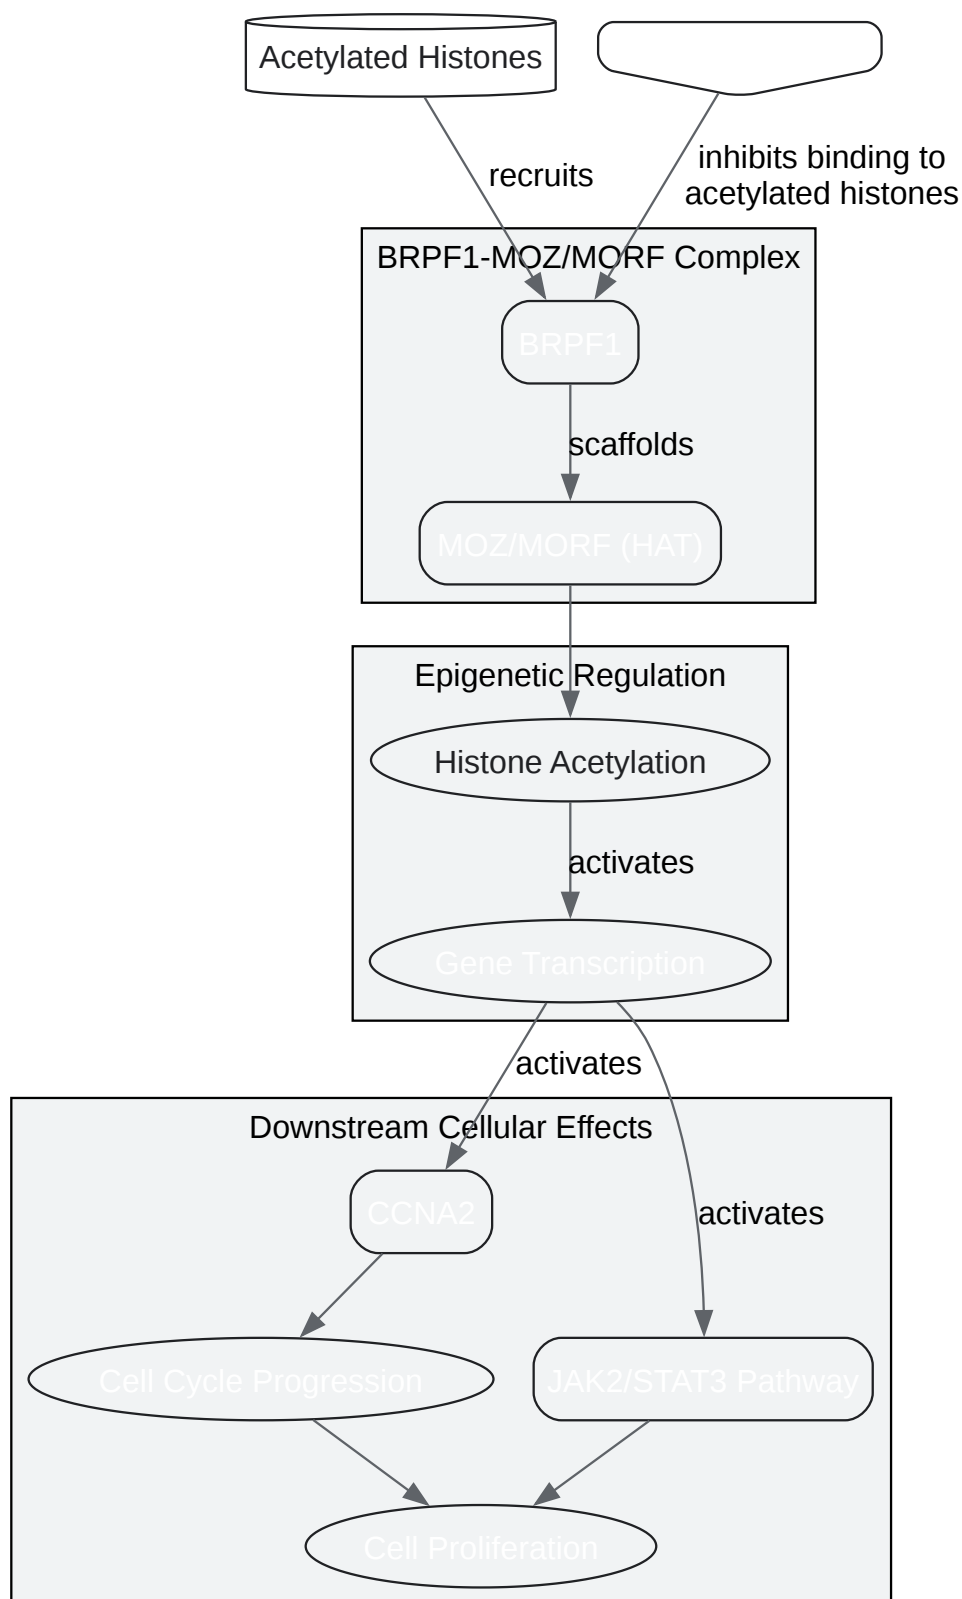 Acetylated Histones
recruits
inhibits binding to
acetylated histones
BRPF1-MOZ/MORF Complex
BRPF1
scaffolds
MOZ/MORF (HAT)
Epigenetic Regulation
Histone Acetylation
activates
Gene Transcription
activates
Downstream Cellular Effects
CCNA2
activates
Cell Cycle Progression
JAK2/STAT3 Pathway
Cell Proliferation